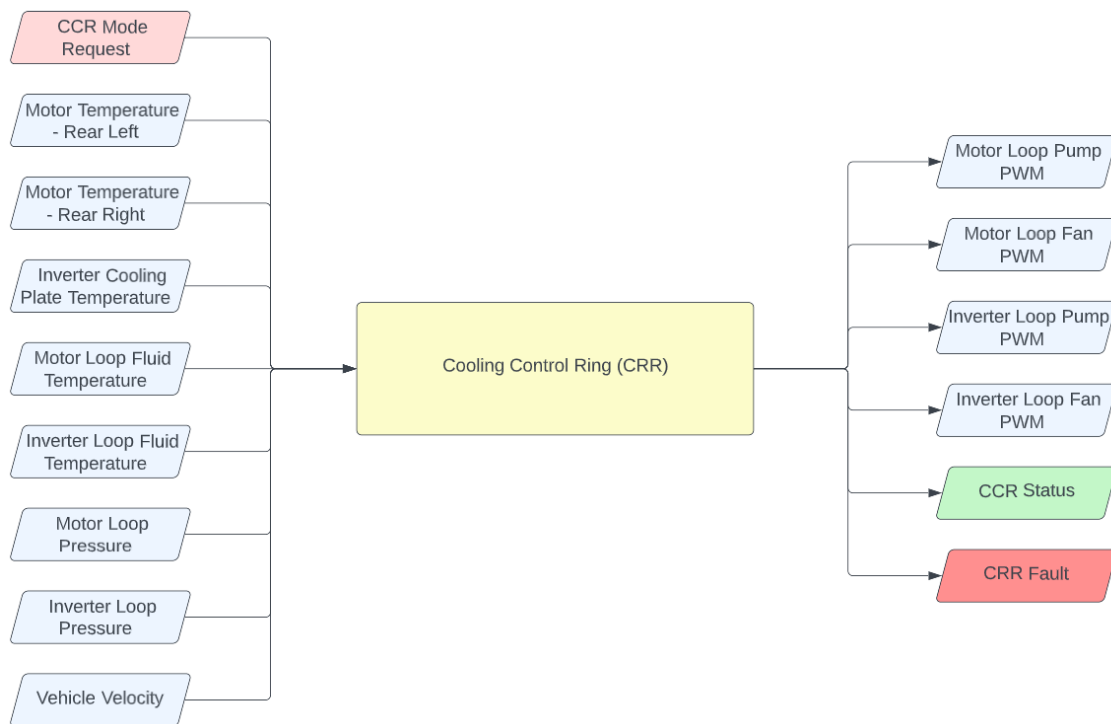 CCR Mode
Request
Motor Temperature
- Rear Left
Motor Temperature
- Rear Right
Inverter Cooling
Plate Temperature
Motor Loop Fluid
Temperature
Inverter Loop Fluid
Temperature
Motor Loop
Pressure
Inverter Loop
Pressure
Vehicle Velocity
Cooling Control Ring (CRR)
Motor Loop Pump
PWM
Motor Loop Fan
PWM
Inverter Loop Pump
PWM
Inverter Loop Fan
PWM
CCR Status
CRR Fault